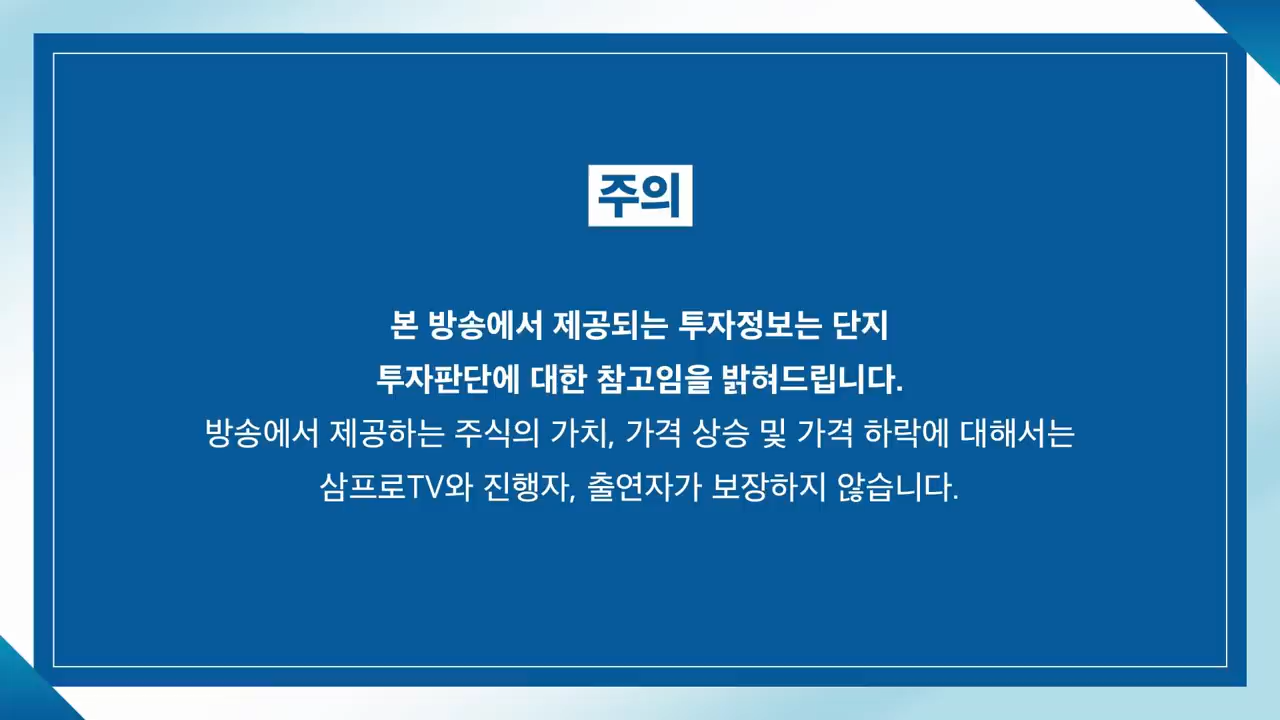 주의
본 방송에서 제공되는 투자정보는 단지
투자판단에 대한 참고임을 밝혀드립니다.
방송에서 제공하는 주식의 가치, 가격 상승 및 가격 하락에 대해서는
삼프로TV와 진행자, 출연자가 보장하지 않습니다.